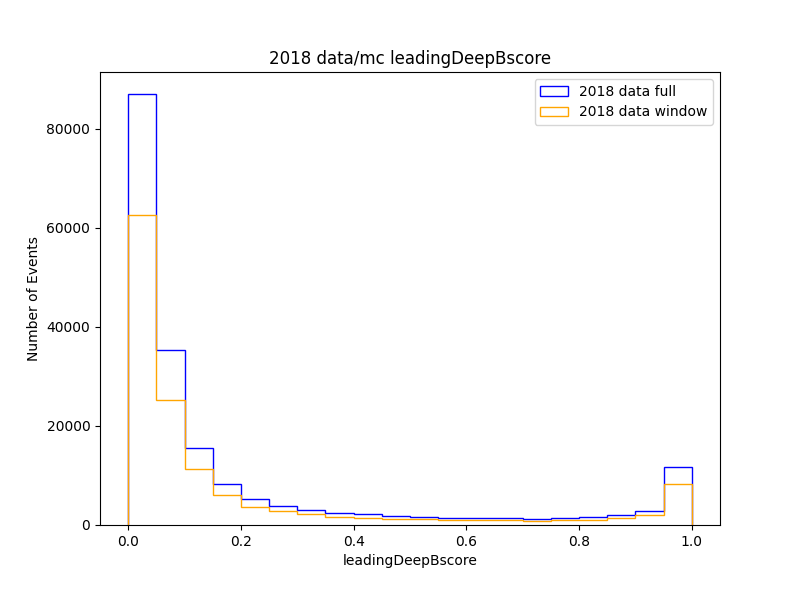 2018 data/mc leadingDeepBscore
2018 data full
2018 data window
Number of Events
80000
60000
40000
20000
0
0.0 0.2 0.4 0.6 0.8 1.0
leadingDeepBscore